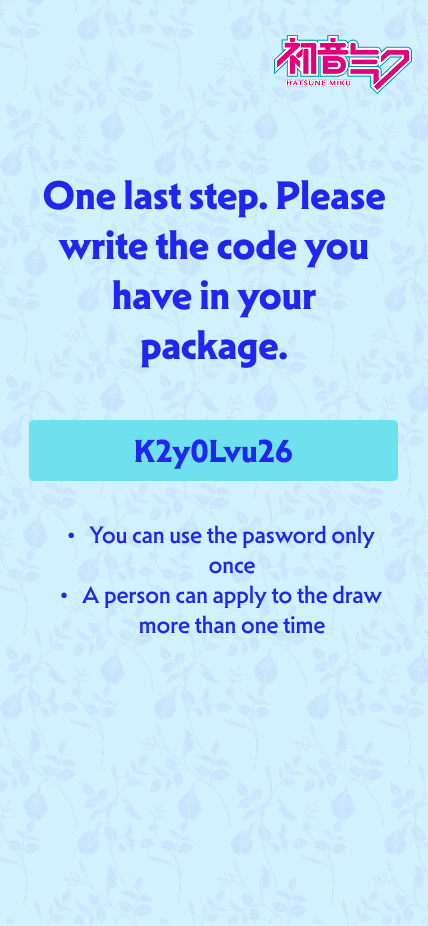 初音ミク
HATSUNE MIKU
One last step. Please
write the code you
have in your
package.
K2y0Lvu26
• You can use the pasword only
once
• A person can apply to the draw
more than one time